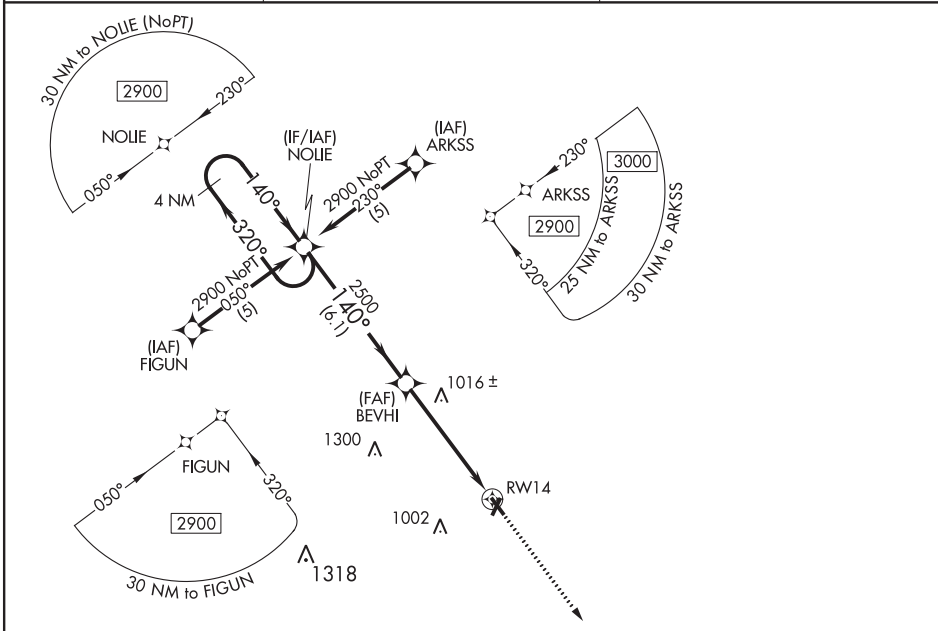 30 NM to NOLIE (NoPT)
2900
230°
NOLIE
050°
(IF/IAF)
NOLIE
(IAF)
ARKSS
2900 NoPT
230°
(5)
4 NM
140°
320°
2900 NoPT
050°
(5)
(IAF)
FIGUN
2500
140°
(6.1)
230°
3000
ARKSS
2900
320°
25 NM to ARKSS
30 NM to ARKSS
(FAF)
BEVHI
1016 ±
1300
RW14
1002
FIGUN
050°
320°
2900
30 NM to FIGUN
1318